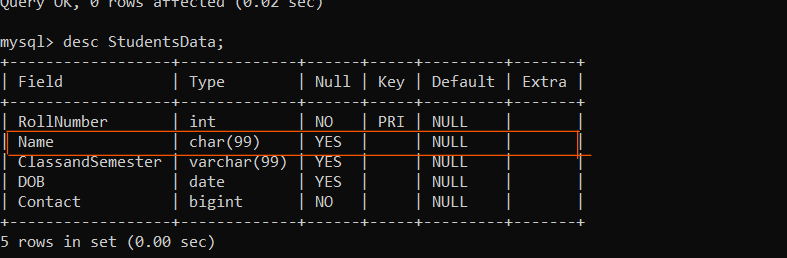 Query OK, 0 rows affected (0.02 sec)
mysql> desc StudentsData;
+------------------+-------------+------+-----+---------+-------+
| Field            | Type        | Null | Key | Default | Extra |
+------------------+-------------+------+-----+---------+-------+
| RollNumber       | int         | NO   | PRI | NULL    |       |
| Name             | char(99)    | YES  |     | NULL    |       |
| ClassandSemester | varchar(99) | YES  |     | NULL    |       |
| DOB              | date        | YES  |     | NULL    |       |
| Contact          | bigint      | NO   |     | NULL    |       |
+------------------+-------------+------+-----+---------+-------+
5 rows in set (0.00 sec)